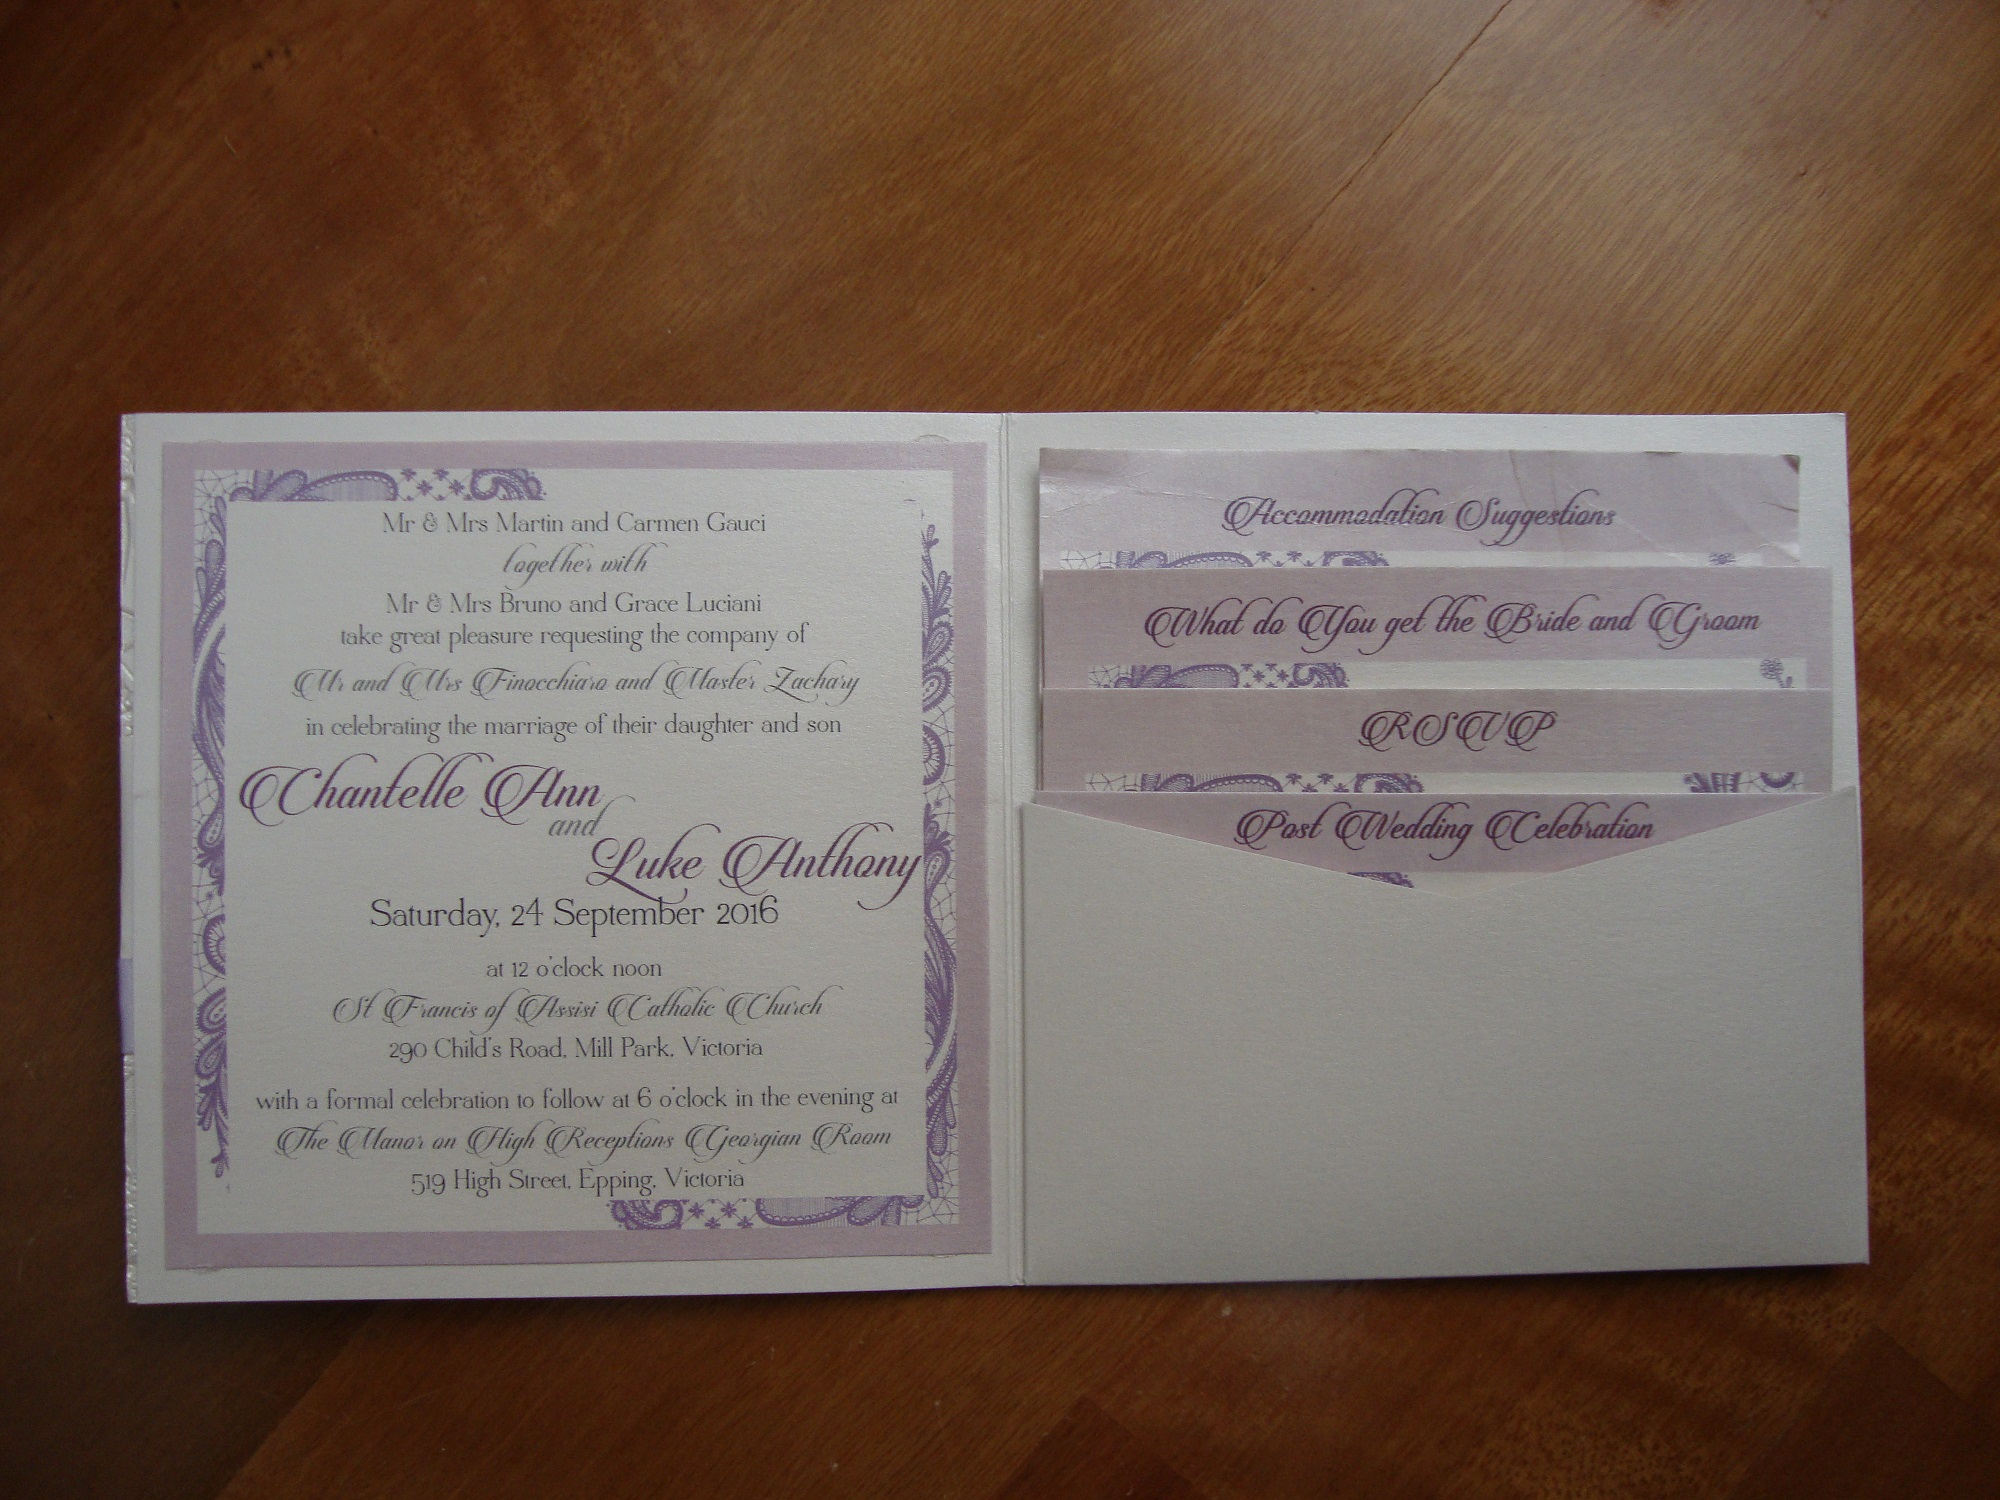 Mr & Mrs Martin and Carmen Gauci
together with
Mr & Mrs Bruno and Grace Luciani
take great pleasure requesting the company of
Mr and Mrs Finocchiaro and Master Zachary
in celebrating the marriage of their daughter and son
Chantelle Ann
and
Luke Anthony
Saturday, 24 September 2016
at 12 o'clock noon
St Francis of Assisi Catholic Church
290 Child's Road, Mill Park, Victoria
with a formal celebration to follow at 6 o'clock in the evening at
The Manor on High Receptions Georgian Room
519 High Street, Epping, Victoria
Accommodation Suggestions
What do You get the Bride and Groom
RSVP
Post Wedding Celebration